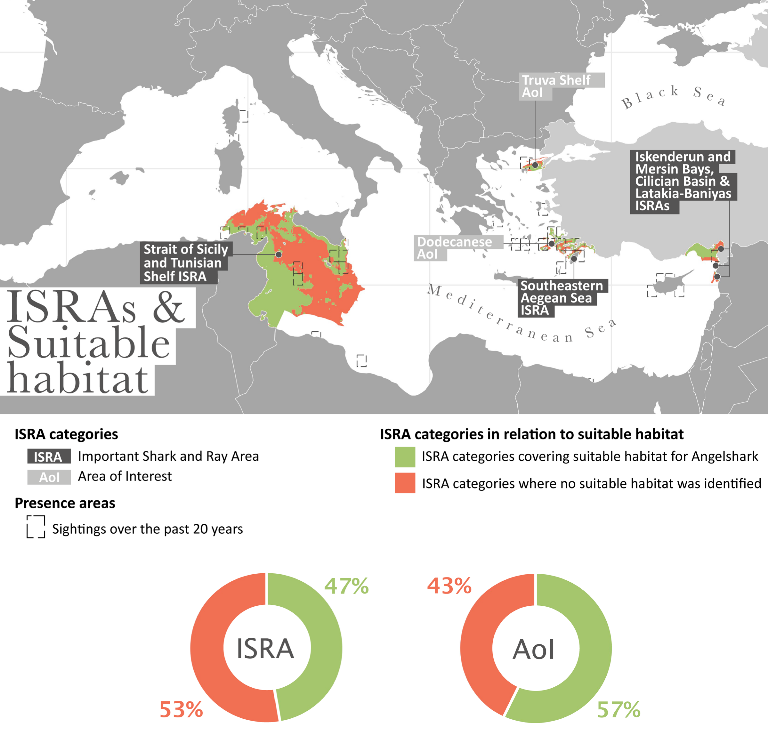 Truva Shelf
AoI
Black Sea
Iskenderun and
Mersin Bays,
Cilician Basin &
Latakia-Baniyas
ISRAs
Dodecanese
AoI
Strait of Sicily
and Tunisian
Shelf ISRA
Southeastern
Aegean Sea
ISRA
Mediterranean Sea
ISRAs &
Suitable
habitat
ISRA categories
ISRA Important Shark and Ray Area
AoI Area of Interest
Presence areas
Sightings over the past 20 years
ISRA categories in relation to suitable habitat
ISRA categories covering suitable habitat for Angelshark
ISRA categories where no suitable habitat was identified
47%
ISRA
53%
43%
AoI
57%